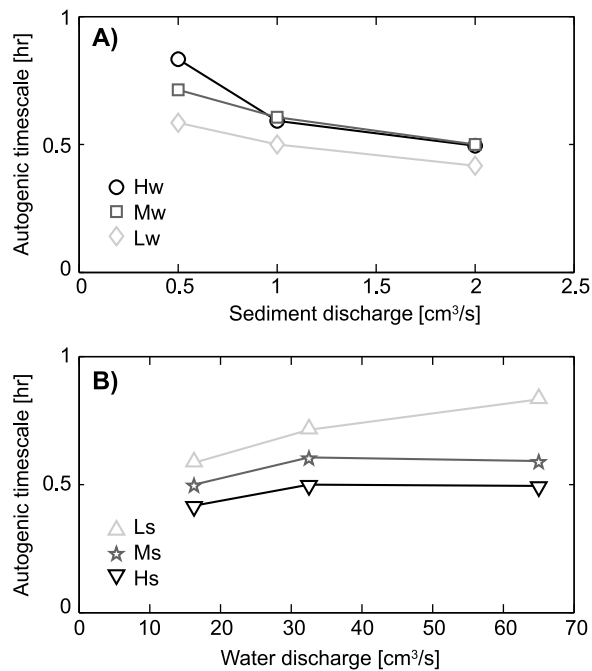 A)
Autogenic timescale [hr]
1
0.5
0
Hw
Mw
Lw
0 0.5 1 1.5 2 2.5
Sediment discharge [cm³/s]
B)
Autogenic timescale [hr]
1
0.5
0
Ls
Ms
Hs
0 10 20 30 40 50 60 70
Water discharge [cm³/s]